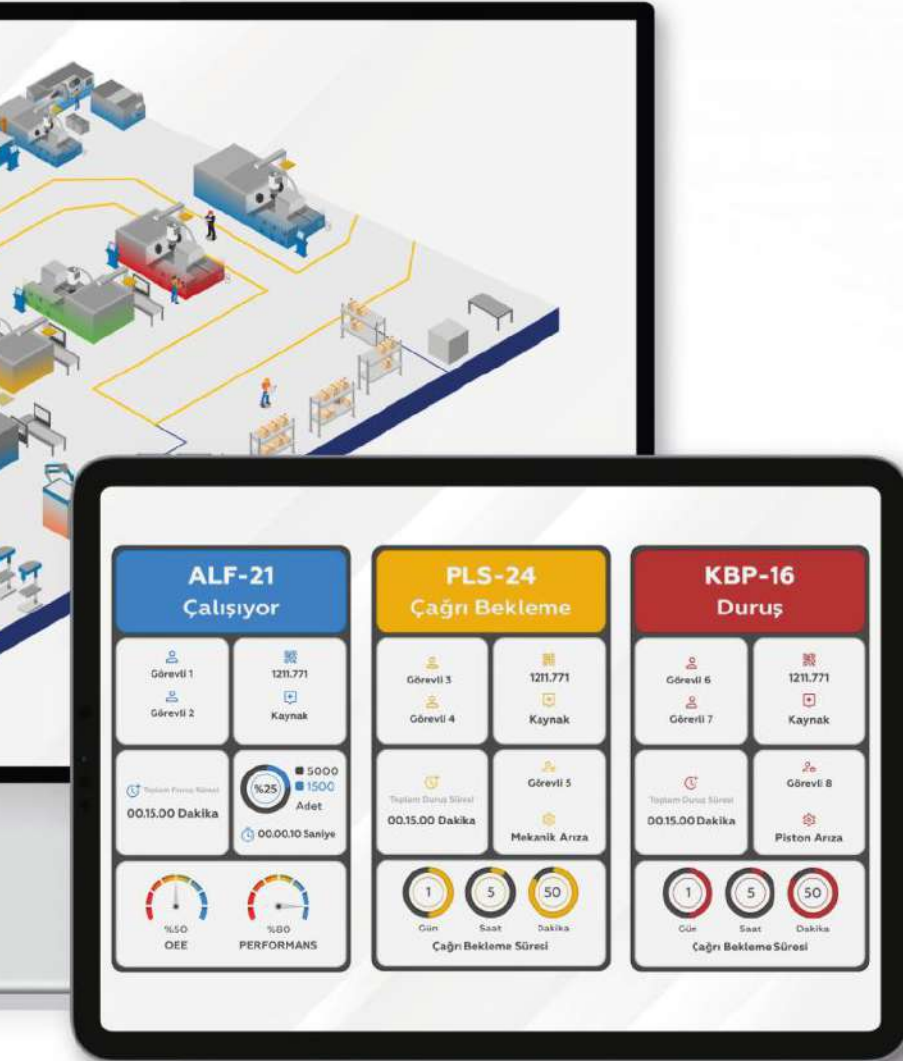 ALF-21
Çalışıyor
Görevli 1
Görevli 2
1211.771
Kaynak
Toplam Duruş Süresi
00.15.00 Dakika
%25
5000
1500
Adet
00.00.10 Saniye
%50
OEE
%80
PERFORMANS
PLS-24
Çağrı Bekleme
Görevli 3
Görevli 4
1211.771
Kaynak
Toplam Duruş Süresi
00.15.00 Dakika
Görevli 5
Mekanik Arıza
1
5
50
Gün
Saat
Dakika
Çağrı Bekleme Süresi
KBP-16
Duruş
Görevli 6
Görerli 7
1211.771
Kaynak
Toplam Duruş Süresi
00.15.00 Dakika
Görevli 8
Piston Arıza
1
5
50
Gün
Saat
Dakika
Çağrı Bekleme Süresi